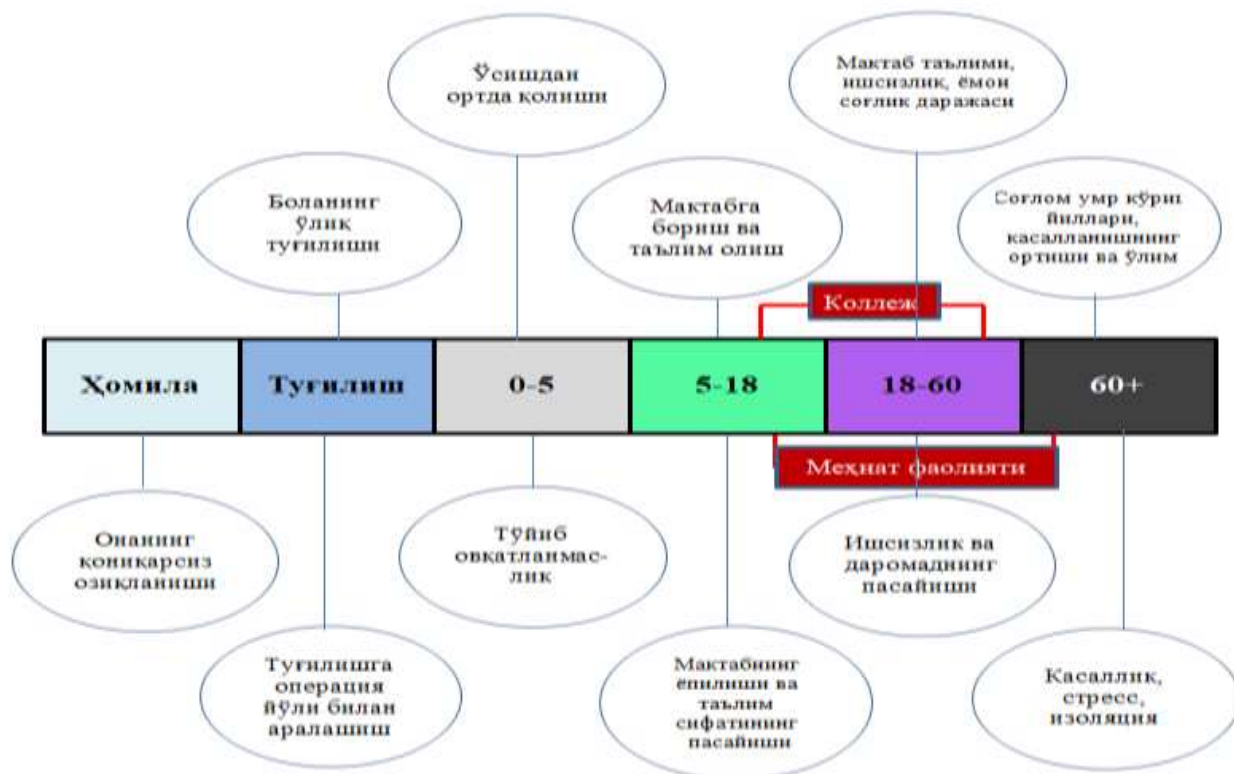 Ўсишдан
ортда қолиши
Мактаб таълими,
ишсизлик, ёмон
соғлик даражаси
Боланинг
ўлик
туғилиши
Мактабга
бориш ва
таълим олиш
Соғлом умр кўриш
йиллари,
касалланишнинг
ортиши ва ўлим
Коллеж
Ҳомила
Туғилиш
0-5
5-18
18-60
60+
Меҳнат фаолияти
Онанинг
қониқарсиз
озиқланиши
Тўйиб
овқатланмас-
лик
Ишсизлик ва
даромаднинг
пасайиши
Туғилишга
операция
йўли билан
аралашиш
Мактабнинг
ёпилиши ва
таълим
сифатининг
пасайиши
Касаллик,
стресс,
изоляция